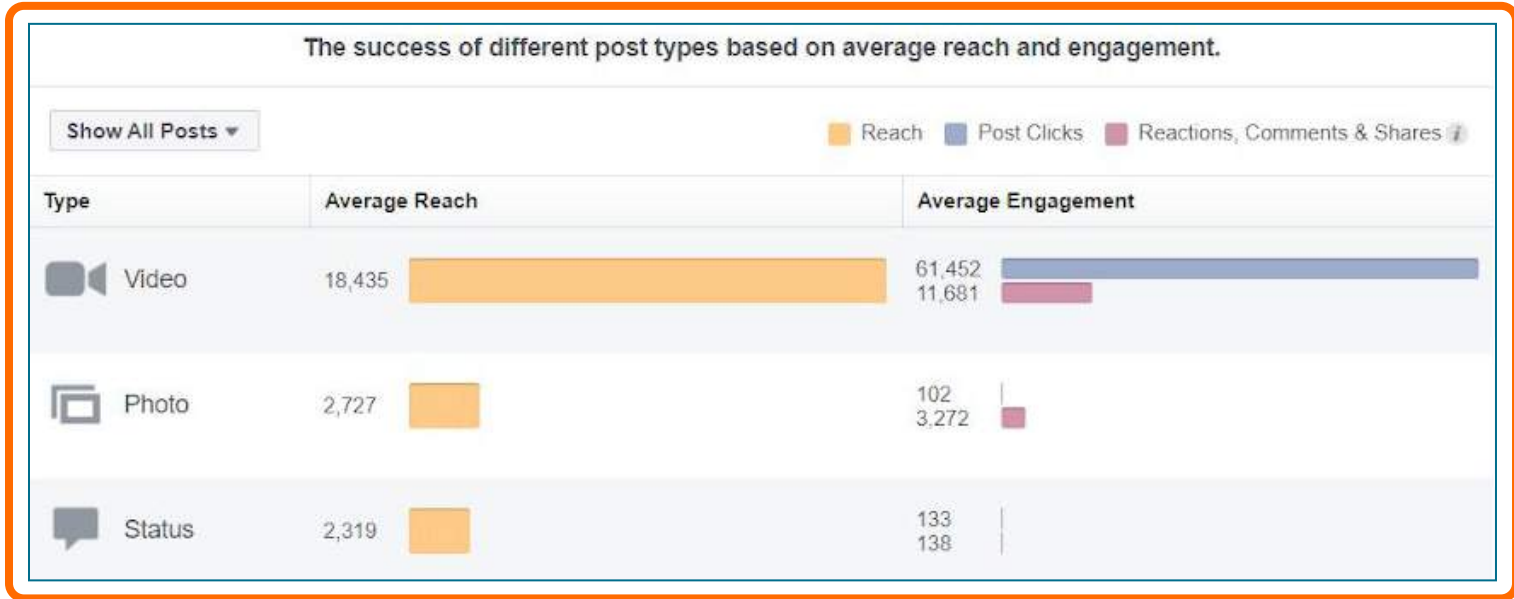 The success of different post types based on average reach and engagement.
Show All Posts
Reach Post Clicks Reactions, Comments & Shares i
Type Average Reach Average Engagement
Video 18,435 61,452
11,681
Photo 2,727 102
3,272
Status 2,319 133
138